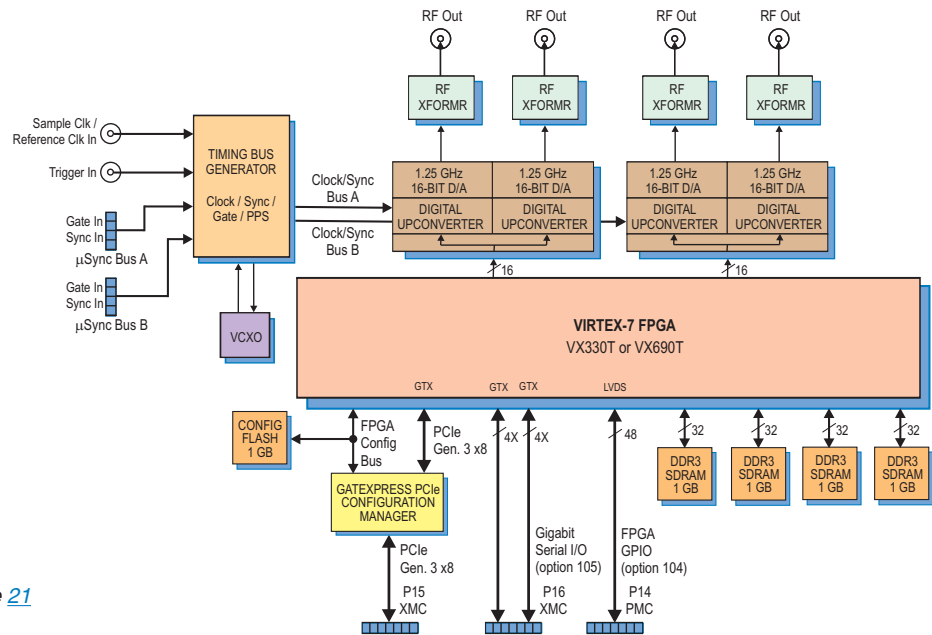 RF Out
RF Out
RF Out
RF Out
RF
XFORMR
RF
XFORMR
RF
XFORMR
RF
XFORMR
Sample Clk /
Reference Clk In
Trigger In
Gate In
Sync In
μSync Bus A
Gate In
Sync In
μSync Bus B
TIMING BUS
GENERATOR
Clock / Sync /
Gate / PPS
VCXO
Clock/Sync
Bus A
Clock/Sync
Bus B
1.25 GHz
16-BIT D/A
DIGITAL
UPCONVERTER
1.25 GHz
16-BIT D/A
DIGITAL
UPCONVERTER
1.25 GHz
16-BIT D/A
DIGITAL
UPCONVERTER
1.25 GHz
16-BIT D/A
DIGITAL
UPCONVERTER
16
16
VIRTEX-7 FPGA
VX330T or VX690T
GTX
GTX
GTX
LVDS
CONFIG
FLASH
1 GB
FPGA
Config
Bus
PCIe
Gen. 3 x8
4X
4X
48
32
32
32
32
DDR3
SDRAM
1 GB
DDR3
SDRAM
1 GB
DDR3
SDRAM
1 GB
DDR3
SDRAM
1 GB
GATEXPRESS PCIe
CONFIGURATION
MANAGER
PCIe
Gen. 3 x8
Gigabit
Serial I/O
(option 105)
FPGA
GPIO
(option 104)
P15
XMC
P16
XMC
P14
PMC
21